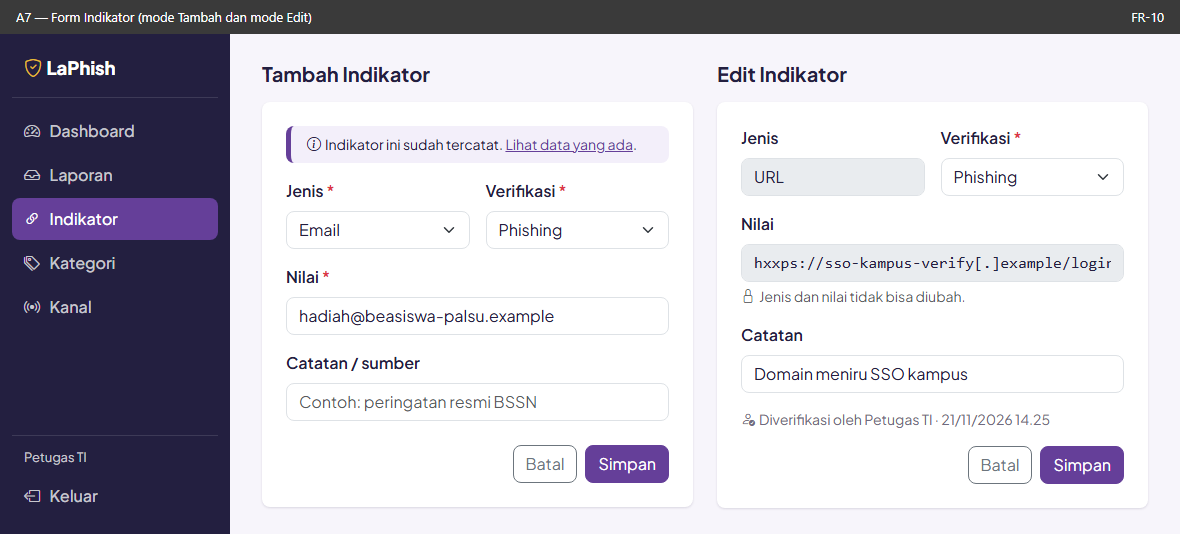 A7 — Form Indikator (mode Tambah dan mode Edit)
FR-10
LaPhish
Dashboard
Laporan
Indikator
Kategori
Kanal
Petugas TI
Keluar
Tambah Indikator
Indikator ini sudah tercatat. Lihat data yang ada.
Jenis *
Verifikasi *
Email
Phishing
Nilai *
hadiah@beasiswa-palsu.example
Catatan / sumber
Contoh: peringatan resmi BSSN
Batal
Simpan
Edit Indikator
Jenis
Verifikasi *
URL
Phishing
Nilai
hxxps://sso-kampus-verify[.]example/login
Jenis dan nilai tidak bisa diubah.
Catatan
Domain meniru SSO kampus
Diverifikasi oleh Petugas TI · 21/11/2026 14.25
Batal
Simpan